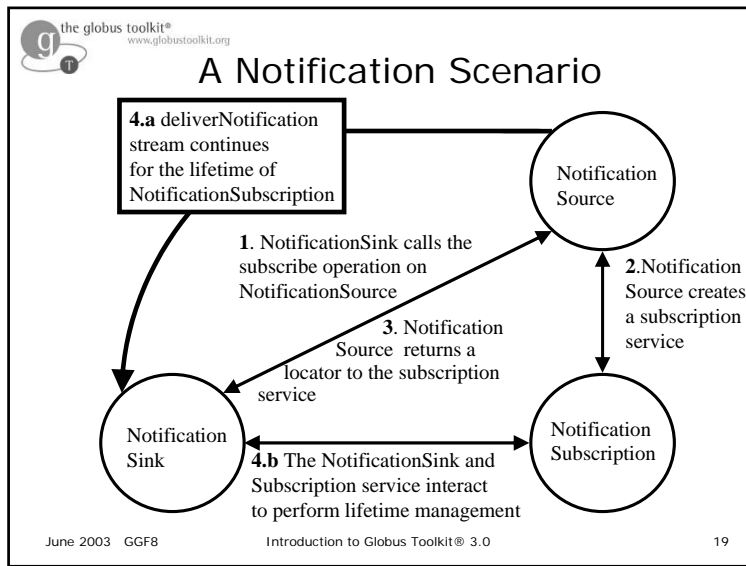 the globus toolkit®
www.globustoolkit.org
g
T
A Notification Scenario
4.a deliverNotification
stream continues
for the lifetime of
NotificationSubscription
Notification
Source
1. NotificationSink calls the
subscribe operation on
NotificationSource
2.Notification
Source creates
a subscription
service
3. Notification
Source returns a
locator to the subscription
service
Notification
Sink
Notification
Subscription
4.b The NotificationSink and
Subscription service interact
to perform lifetime management
June 2003 GGF8
Introduction to Globus Toolkit® 3.0
19